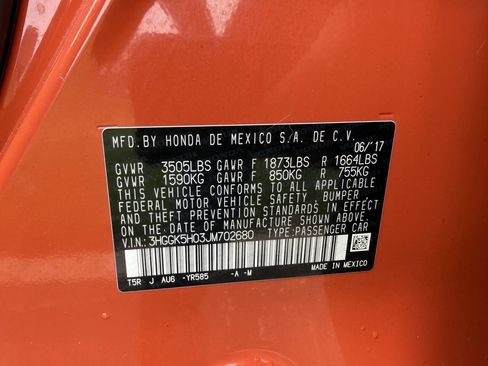 MFD. BY HONDA DE MEXICO S.A. DE C.V.
06/'17
GVWR 3505LBS GAWR F 1873LBS R 1664LBS
GVWR 1590KG GAWR F 850KG R 755KG
THIS VEHICLE CONFORMS TO ALL APPLICABLE
FEDERAL MOTOR VEHICLE SAFETY, BUMPER,
AND THEFT PREVENTION STANDARDS IN EFFECT
ON THE DATE OF MANUFACTURE SHOWN ABOVE.
V.I.N.: 3HGGK5H03JM702680 TYPE: PASSENGER CAR
T5R J AU6 -YR585 -A -M MADE IN MEXICO